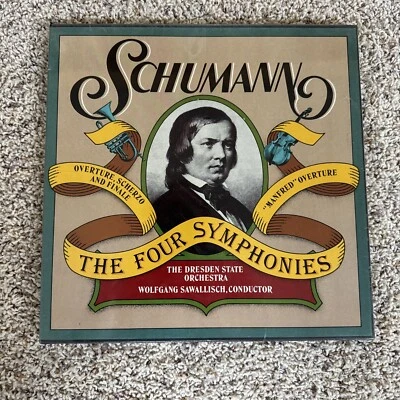 SCHUMANN
OVERTURE, SCHERZO
AND FINALE
"MANFRED" OVERTURE
THE FOUR SYMPHONIES
THE DRESDEN STATE
ORCHESTRA
WOLFGANG SAWALLISCH, CONDUCTOR